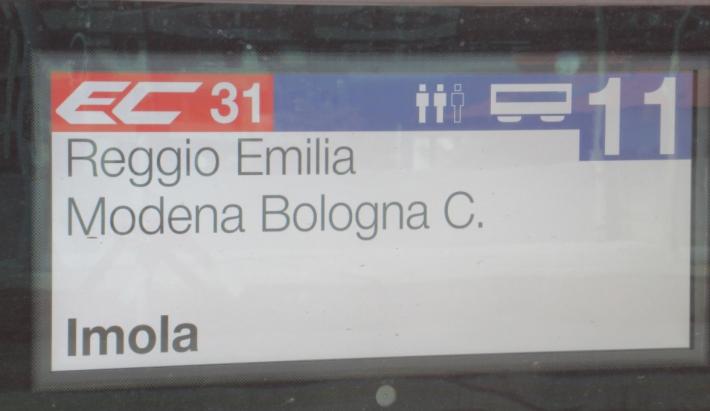 EC 31
11
Reggio Emilia
Modena Bologna C.
Imola